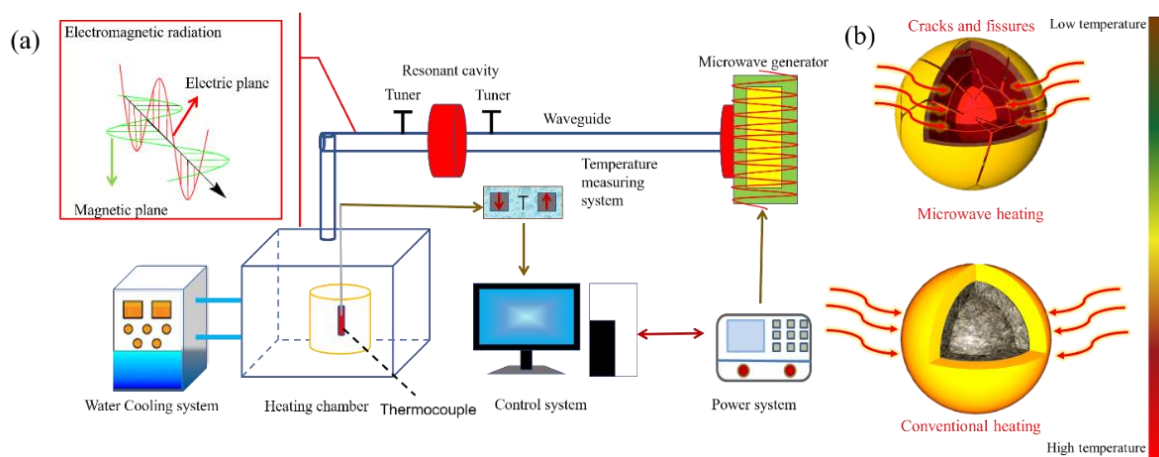 (a)
Electromagnetic radiation
Electric plane
Magnetic plane
Resonant cavity
Tuner
Tuner
Waveguide
Microwave generator
Temperature
measuring
system
T
Water Cooling system
Heating chamber
Thermocouple
Control system
Power system
(b)
Cracks and fissures
Low temperature
Microwave heating
Conventional heating
High temperature